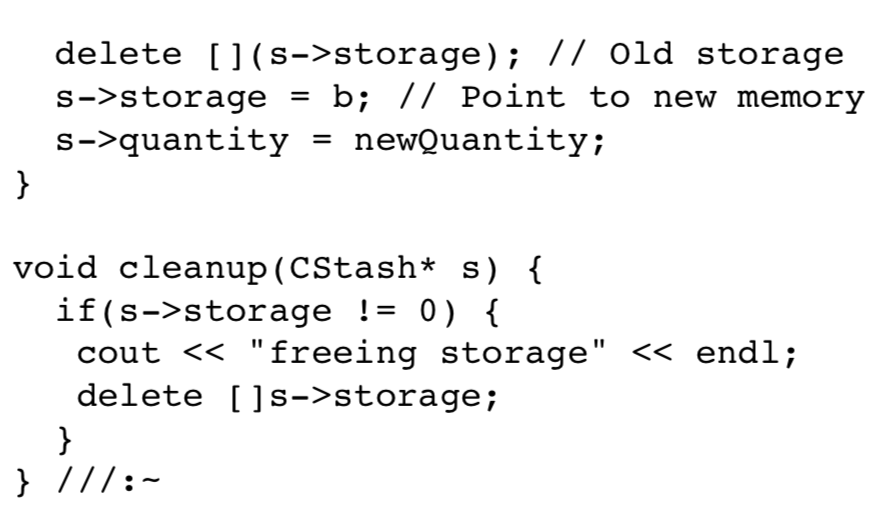 delete [](s->storage); // Old storage
s->storage = b; // Point to new memory
s->quantity = newQuantity;
}
void cleanup(CStash* s) {
if(s->storage != 0) {
cout << "freeing storage" << endl;
delete []s->storage;
}
} ///:~